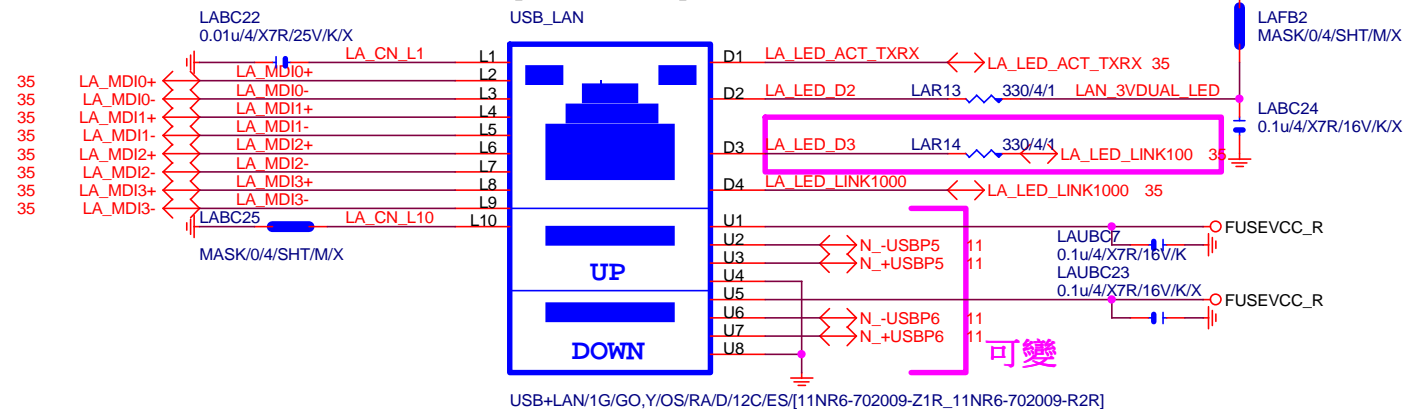 LABC22
0.01u/4/X7R/25V/K/X
USB_LAN
LAFB2
MASK/0/4/SHT/M/X
LA_CN_L1 L1
35 LA_MDI0+ LA_MDI0+ L2
35 LA_MDI0- LA_MDI0- L3
35 LA_MDI1+ LA_MDI1+ L4
35 LA_MDI1- LA_MDI1- L5
35 LA_MDI2+ LA_MDI2+ L6
35 LA_MDI2- LA_MDI2- L7
35 LA_MDI3+ LA_MDI3+ L8
35 LA_MDI3- LA_MDI3- L9
LABC25 LA_CN_L10 L10
MASK/0/4/SHT/M/X
D1 LA_LED_ACT_TXRX LA_LED_ACT_TXRX 35
D2 LA_LED_D2 LAR13 330/4/1 LAN_3VDUAL_LED
LABC24
0.1u/4/X7R/16V/K/X
D3 LA_LED_D3 LAR14 330/4/1 LA_LED_LINK100 35
D4 LA_LED_LINK1000 LA_LED_LINK1000 35
U1 FUSEVCC_R
U2 N_-USBP5 11
U3 N_+USBP5 11
LAUBC7
0.1u/4/X7R/16V/K
U4
U5 FUSEVCC_R
LAUBC23
0.1u/4/X7R/16V/K/X
U6 N_-USBP6 11
U7 N_+USBP6 11
U8
UP
DOWN
可變
USB+LAN/1G/GO,Y/OS/RA/D/12C/ES/[11NR6-702009-Z1R_11NR6-702009-R2R]